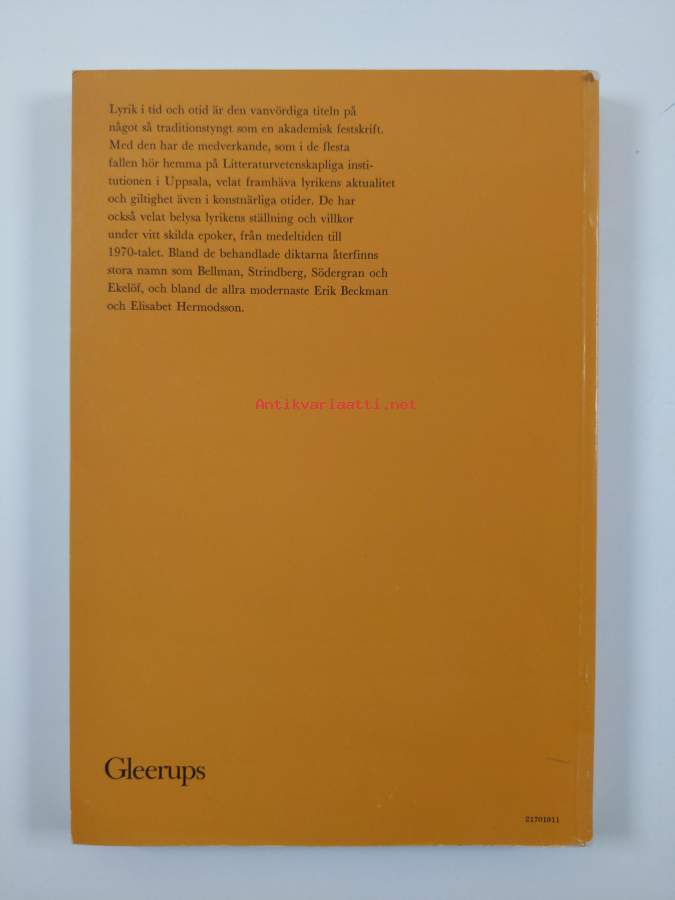 Lyrik i tid och otid är den vanvördiga titeln på
något så traditionstyngt som en akademisk festskrift.
Med den har de medverkande, som i de flesta
fallen hör hemma på Litteraturvetenskapliga insti-
tutionen i Uppsala, velat framhäva lyrikens aktualitet
och giltighet även i konstnärliga otider. De har
också velat belysa lyrikens ställning och villkor
under vitt skilda epoker, från medeltiden till
1970-talet. Bland de behandlade diktarna återfinns
stora namn som Bellman, Strindberg, Södergran och
Ekelöf, och bland de allra modernaste Erik Beckman
och Elisabet Hermodsson.
Antikvariaatti.net
Gleerups
21701911